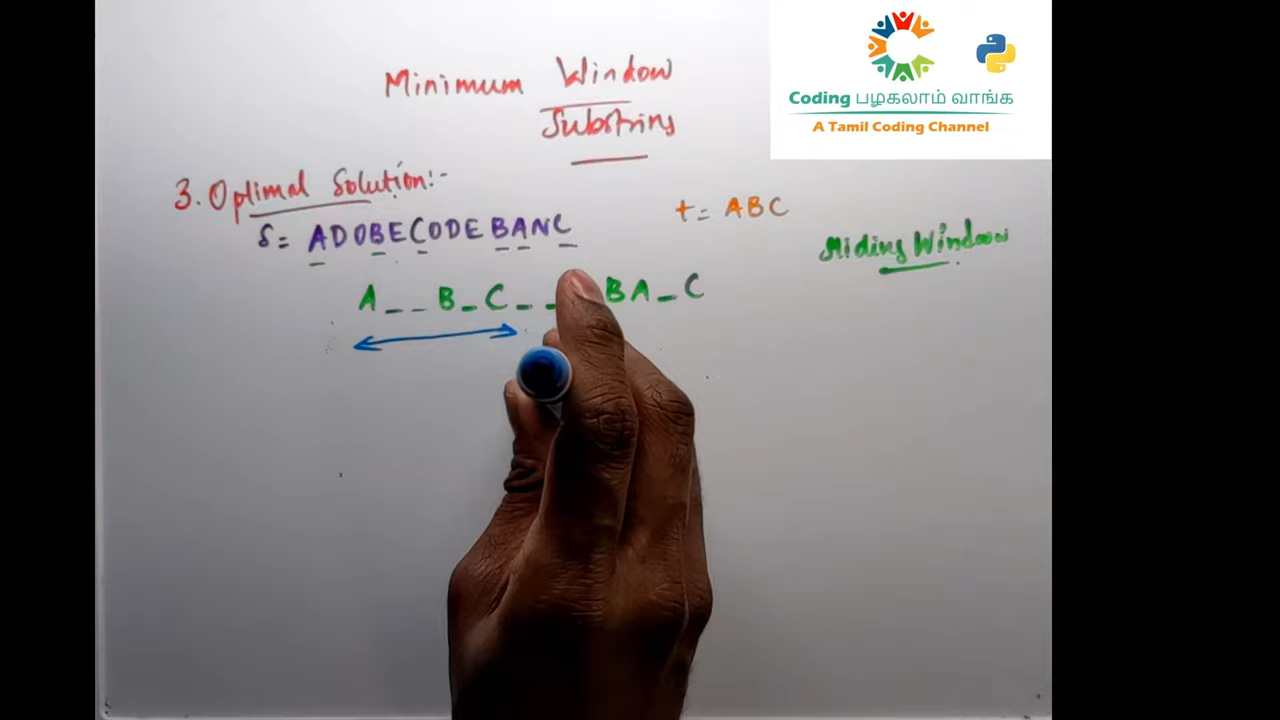 Minimum Window
Substring
Coding பழகலாம் வாங்க
A Tamil Coding Channel
3. Optimal Solution:-
S = ADOBECODEBANC
t = ABC
Sliding Window
A _ _ B _ C _ _ BA _ C